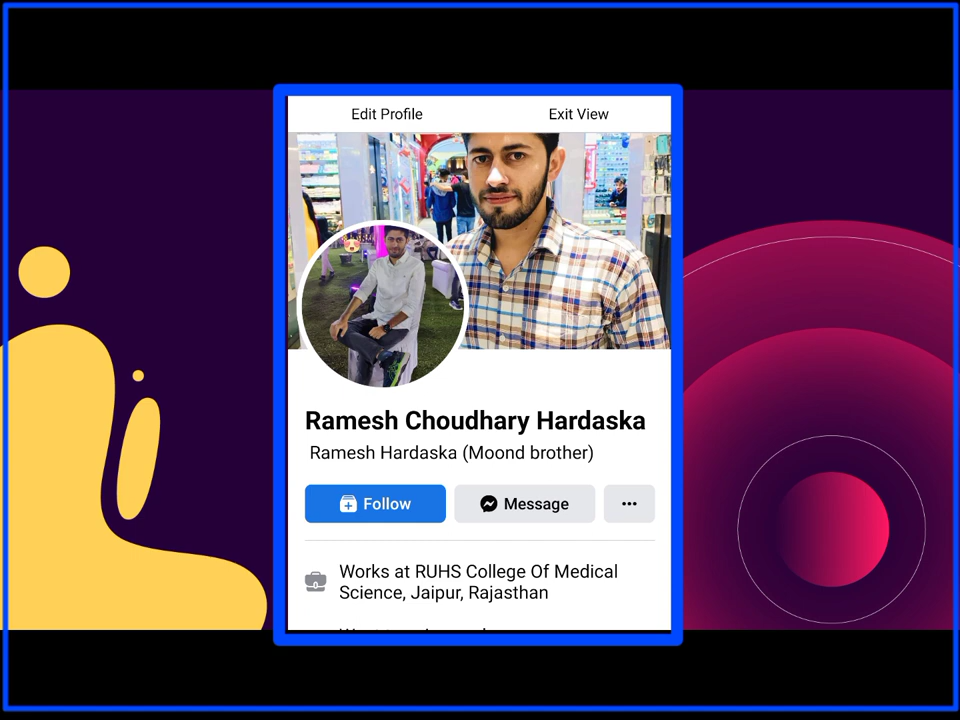 Edit Profile Exit View
Ramesh Choudhary Hardaska
Ramesh Hardaska (Moond brother)
Follow Message
Works at RUHS College Of Medical
Science, Jaipur, Rajasthan